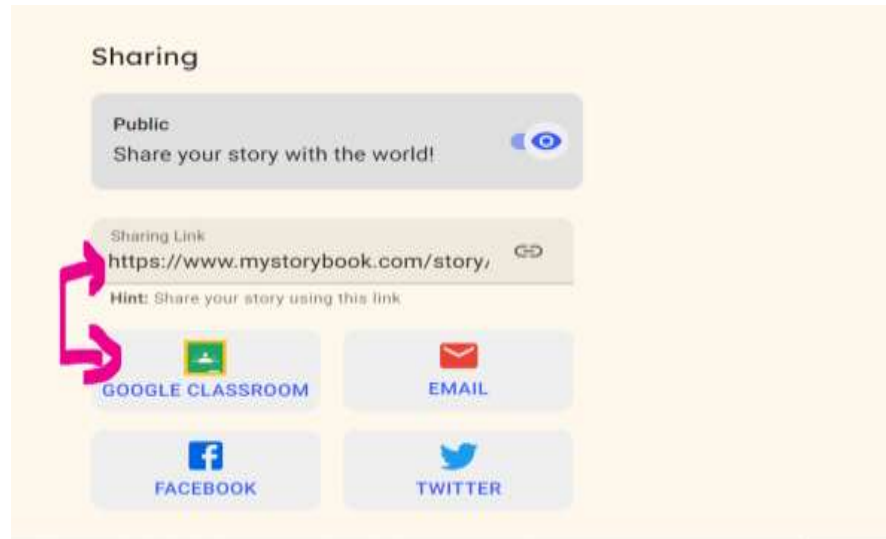 Sharing
Public
Share your story with the world!
Sharing Link
https://www.mystorybook.com/story/
Hint: Share your story using this link
GOOGLE CLASSROOM
EMAIL
FACEBOOK
TWITTER